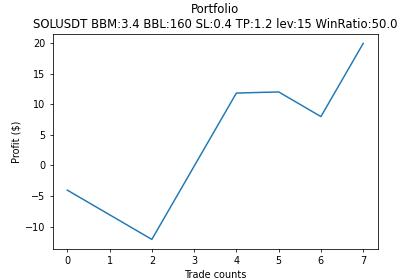 Portfolio
SOLUSDT BBM:3.4 BBL:160 SL:0.4 TP:1.2 lev:15 WinRatio:50.0
20
15
10
5
0
−5
−10
Profit ($)
0 1 2 3 4 5 6 7
Trade counts